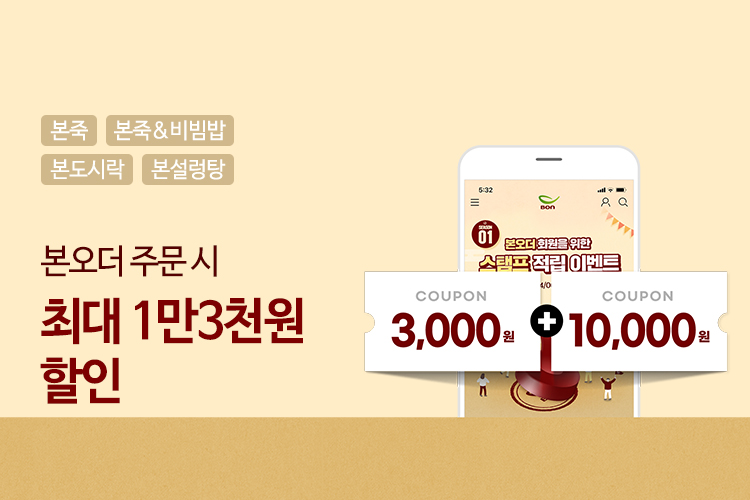 본죽
본죽&비빔밥
본도시락
본설렁탕
본오더 주문 시
최대 1만3천원
할인
5:32
BON
SEASON
01
본오더 회원을 위한
스탬프 적립 이벤트
COUPON
3,000원
COUPON
10,000원